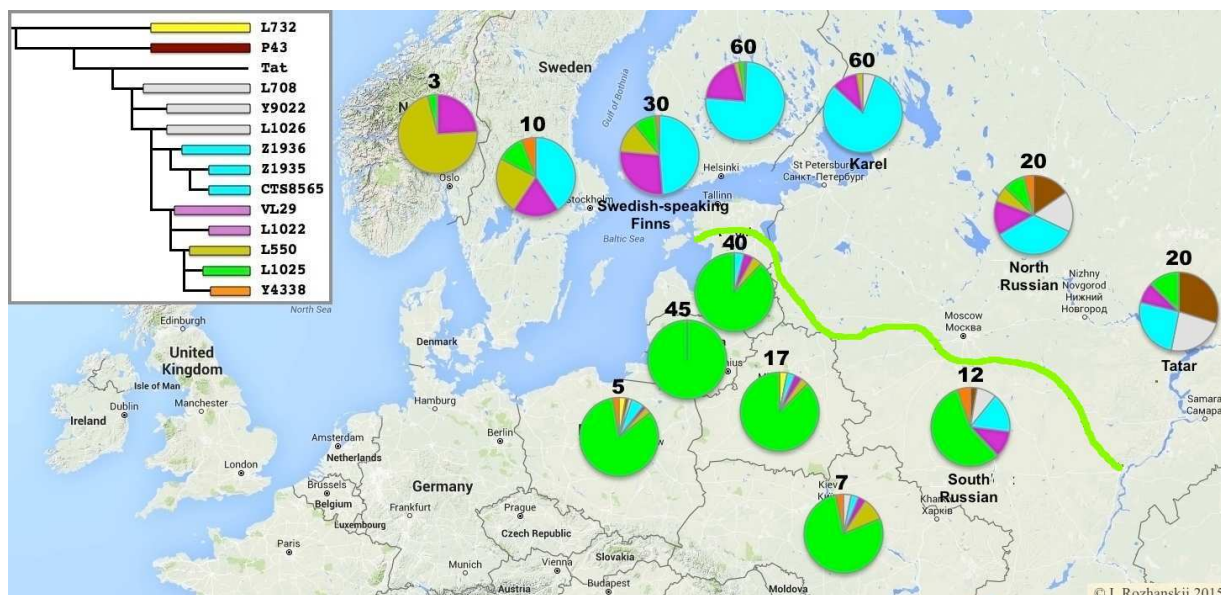 L732
P43
Tat
L708
Y9022
L1026
Z1936
Z1935
CTS8565
VL29
L1022
L550
L1025
Y4338
Sweden
Gulf of Bothnia
60
60
3
30
10
Oslo
Stockholm
Helsinki
Tallinn
St Petersburg
Санкт-Петербург
Karel
Swedish-speaking
Finns
Baltic Sea
20
North
Russian
Nizhny
Novgorod
Нижний
Новгород
20
Tatar
Samara
Самара
Moscow
Москва
40
45
17
5
12
South
Russian
7
North Sea
Edinburgh
United
Kingdom
Isle of Man
Ireland
Dublin
Manchester
London
Denmark
Hamburg
Amsterdam
Netherlands
Berlin
Brussels
Belgium
Germany
Frankfurt
Luxembourg
Prague
Czech Republic
Paris
Munich
Vienna
Austria
Slovakia
Budapest
Moldova
Kiev
Харків
© I. Rozhanskii 2015